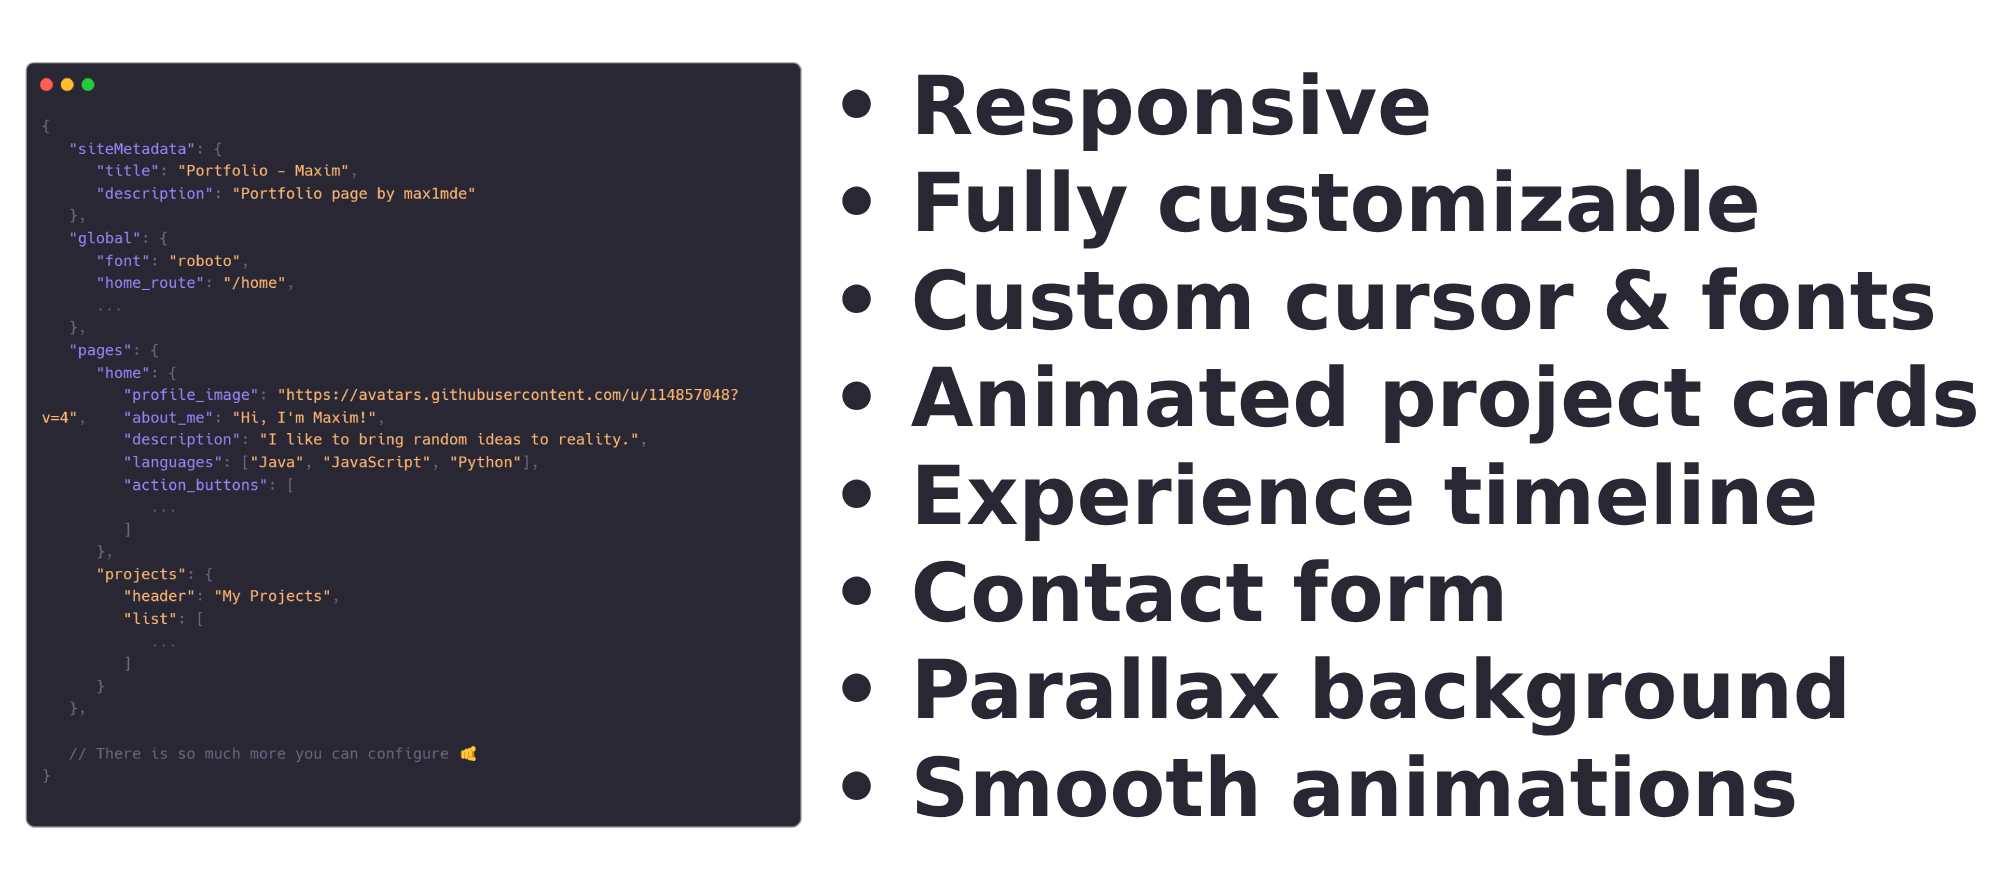 {
   "siteMetadata": {
      "title": "Portfolio - Maxim",
      "description": "Portfolio page by max1mde"
   },
   "global": {
      "font": "roboto",
      "home_route": "/home",
      ...
   },
   "pages": {
      "home": {
         "profile_image": "https://avatars.githubusercontent.com/u/114857048?
v=4",    "about_me": "Hi, I'm Maxim!",
         "description": "I like to bring random ideas to reality.",
         "languages": ["Java", "JavaScript", "Python"],
         "action_buttons": [
            ...
         ]
      },
      "projects": {
         "header": "My Projects",
         "list": [
            ...
         ]
      }
   },

   // There is so much more you can configure 🤏
}
• Responsive
• Fully customizable
• Custom cursor & fonts
• Animated project cards
• Experience timeline
• Contact form
• Parallax background
• Smooth animations